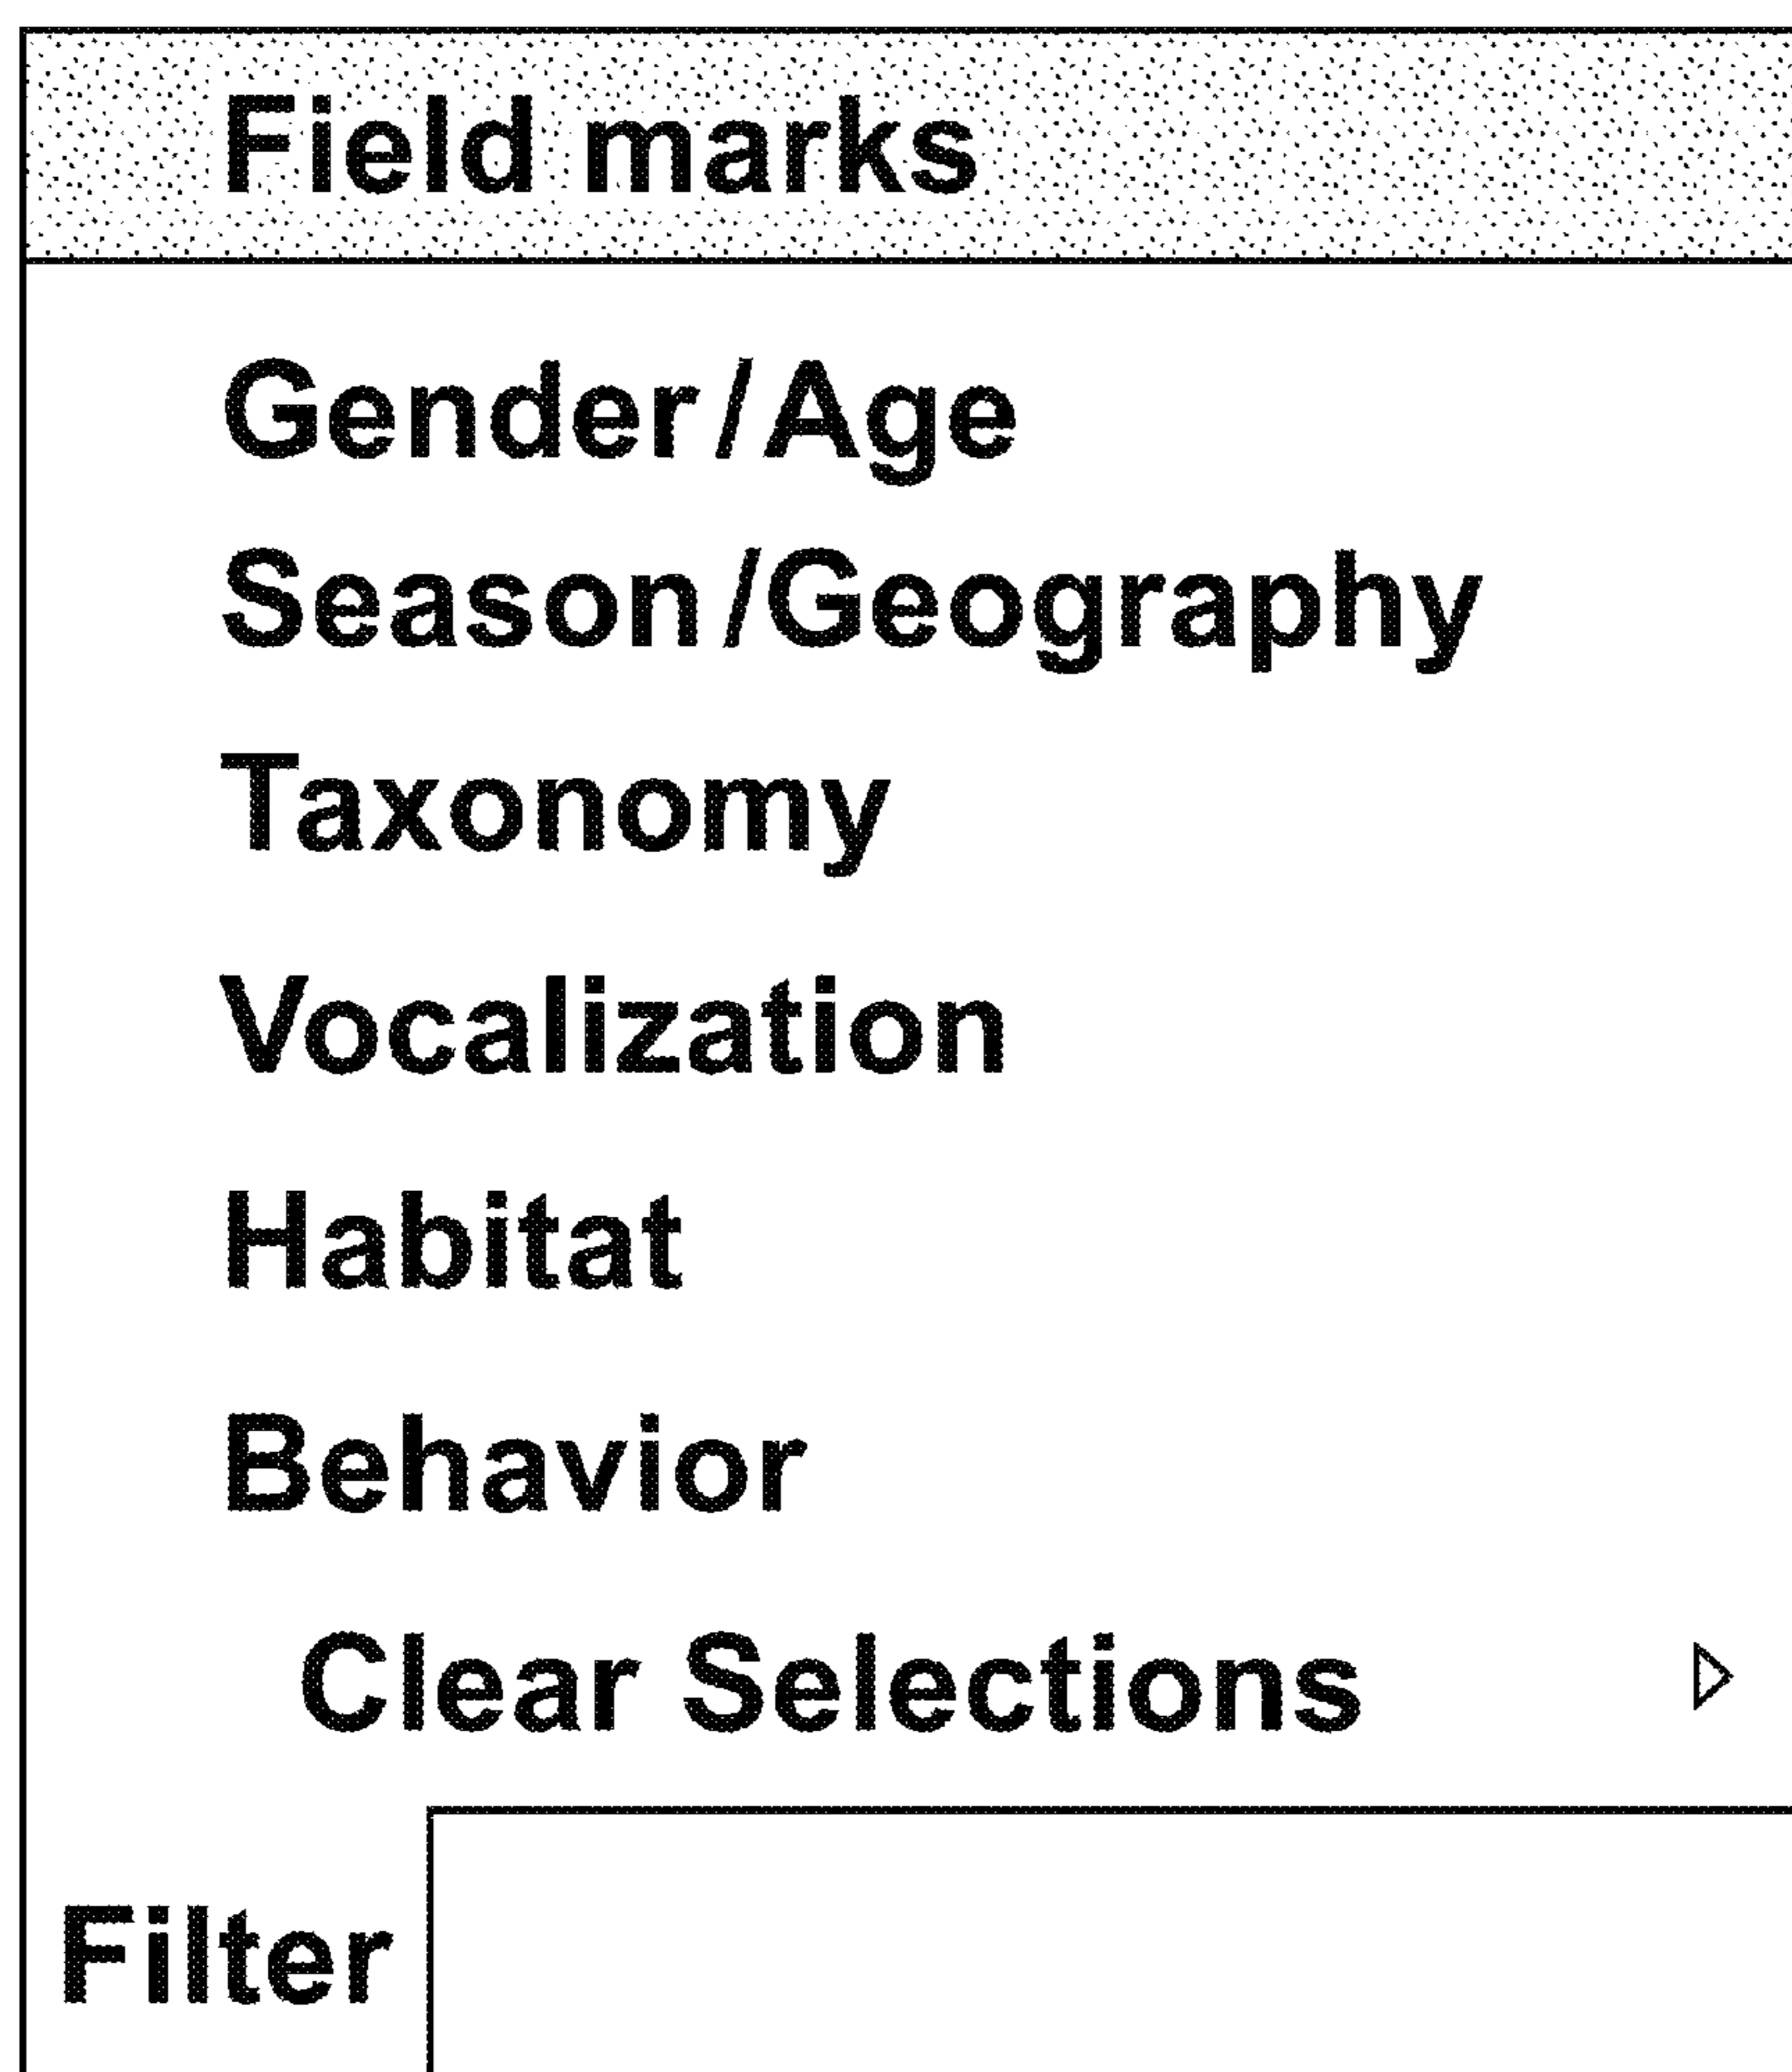 Field marks
Gender/Age
Season/Geography
Taxonomy
Vocalization
Habitat
Behavior
Clear Selections
Filter